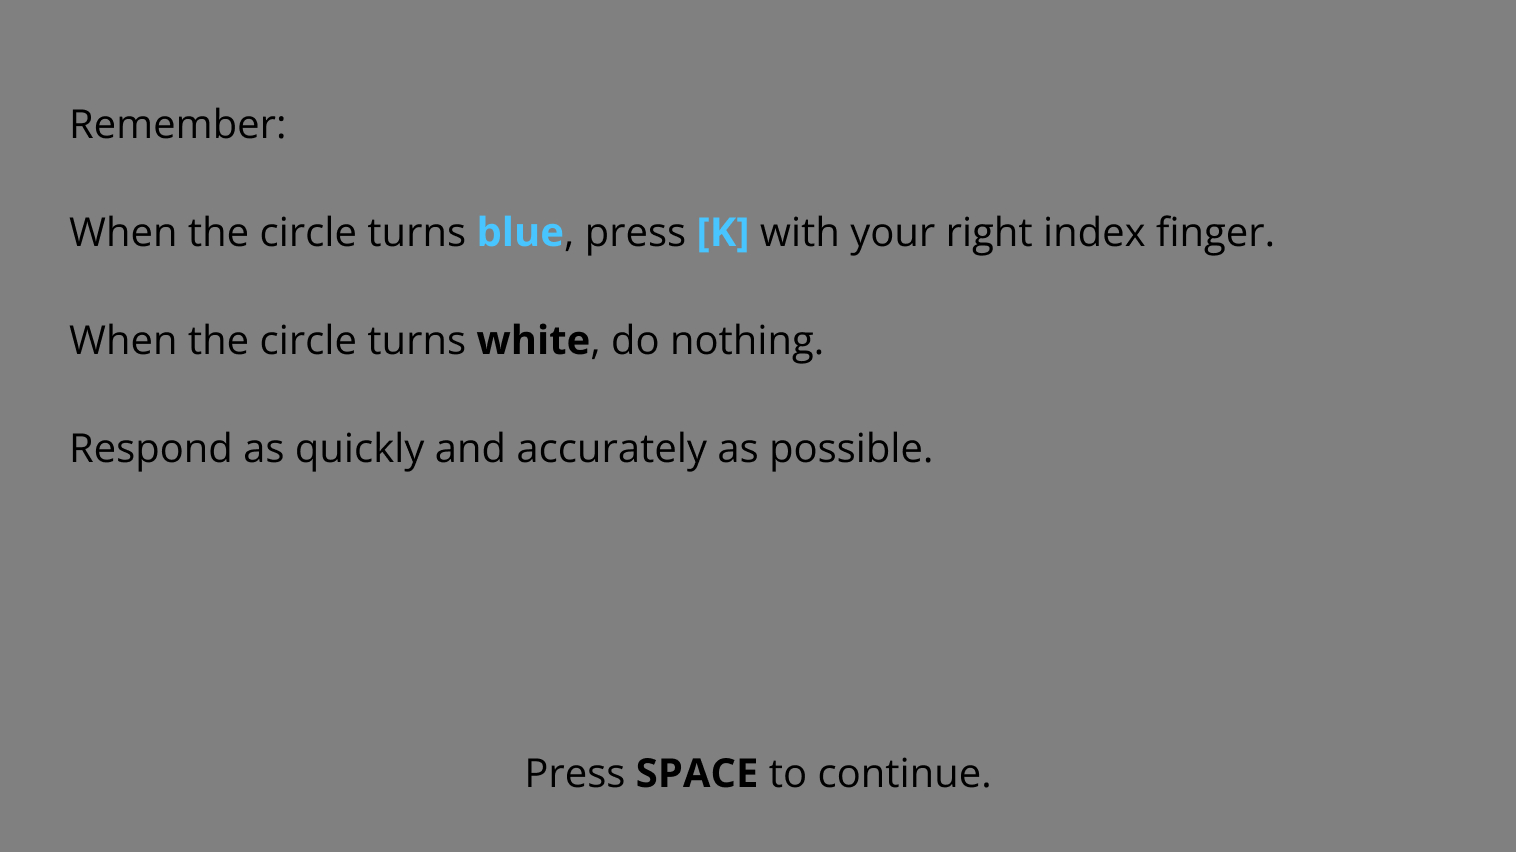 Remember:
When the circle turns blue, press [K] with your right index finger.
When the circle turns white, do nothing.
Respond as quickly and accurately as possible.
Press SPACE to continue.